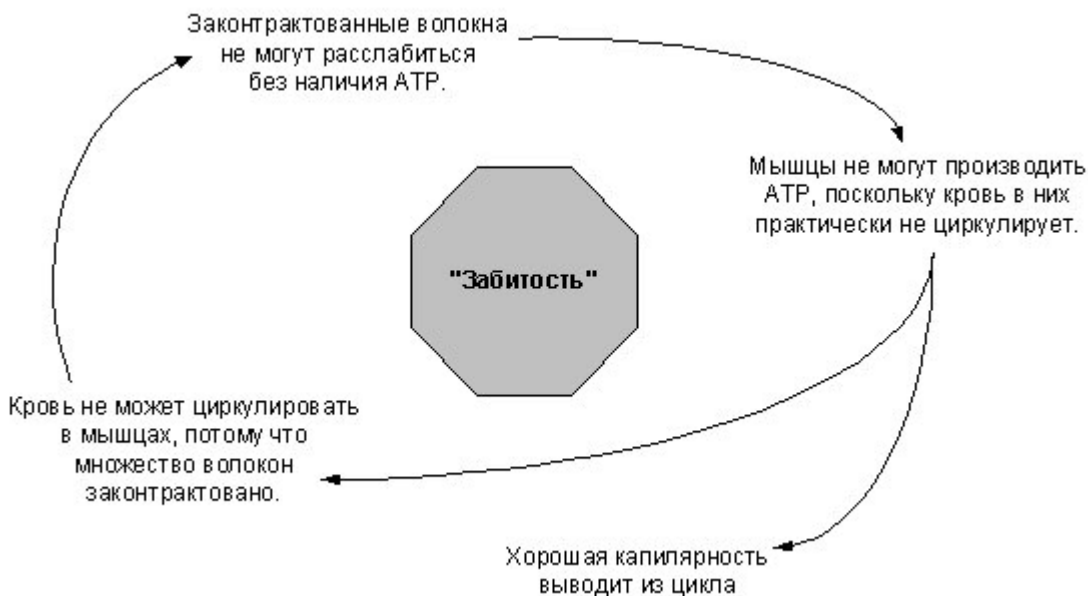 Законтрактованные волокна
не могут расслабиться
без наличия АТР.
Мышцы не могут производить
АТР, поскольку кровь в них
практически не циркулирует.
"Забитость"
Кровь не может циркулировать
в мышцах, потому что
множество волокон
законтрактовано.
Хорошая капилярность
выводит из цикла